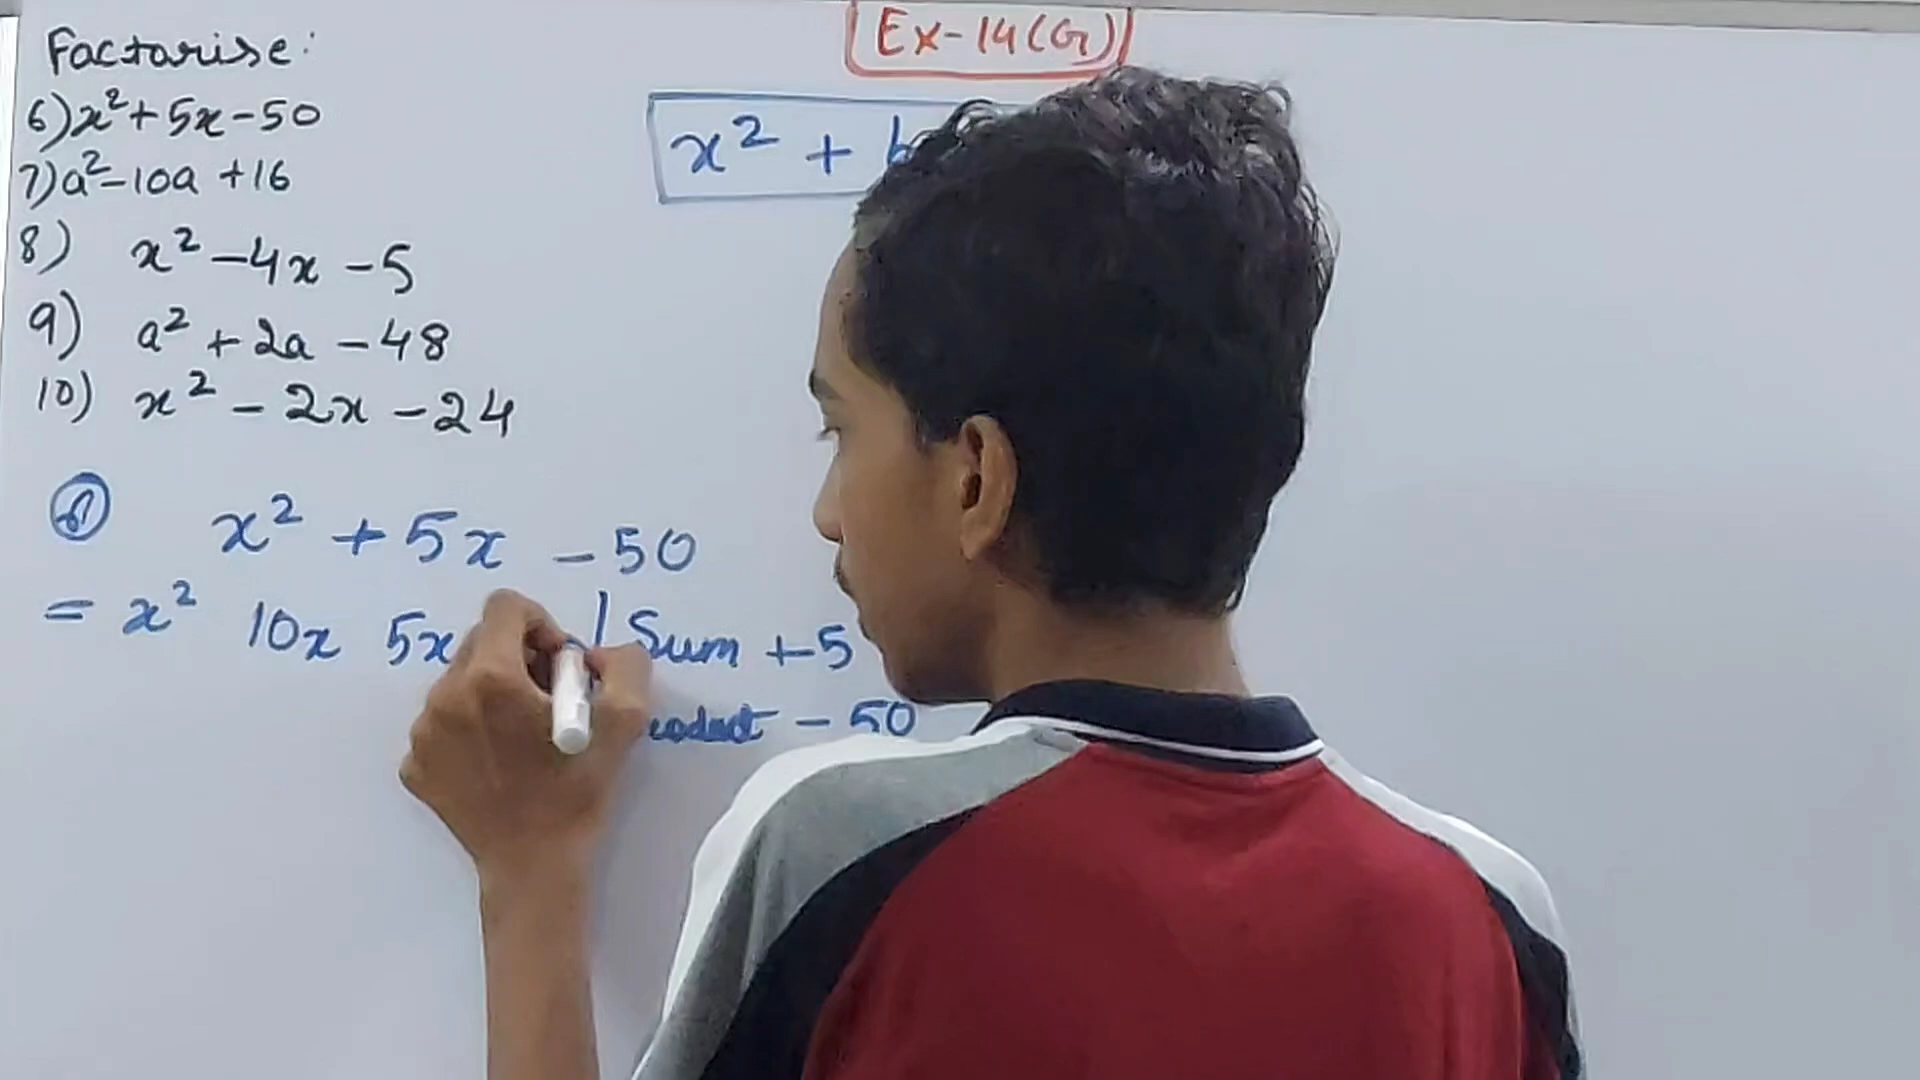 Ex-14(G)
Factorise:
6) x² + 5x - 50
7) a² - 10a + 16
8) x² - 4x - 5
9) a² + 2a - 48
10) x² - 2x - 24
x² +
6) x² + 5x - 50
= x² 10x 5x | Sum +5
- 50